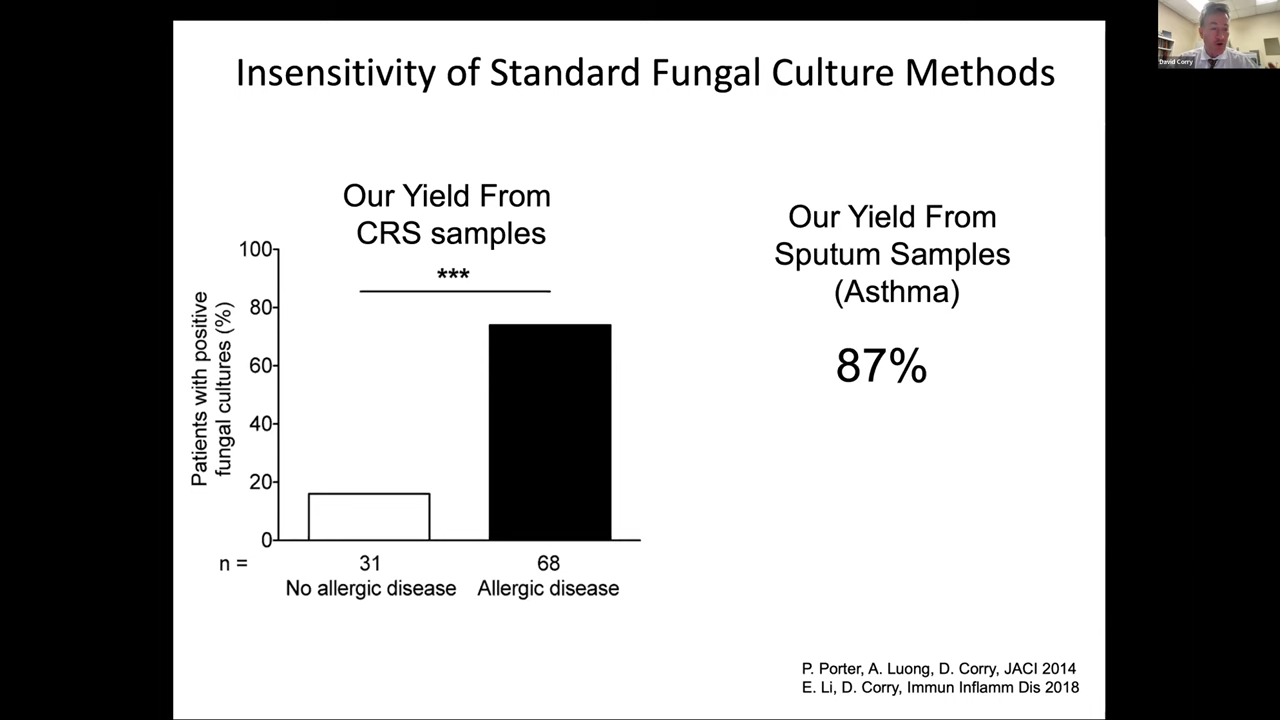 Insensitivity of Standard Fungal Culture Methods
Our Yield From
CRS samples
100
***
80
60
40
20
0
Patients with positive
fungal cultures (%)
n =
31
68
No allergic disease
Allergic disease
Our Yield From
Sputum Samples
(Asthma)
87%
P. Porter, A. Luong, D. Corry, JACI 2014
E. Li, D. Corry, Immun Inflamm Dis 2018
David Corry